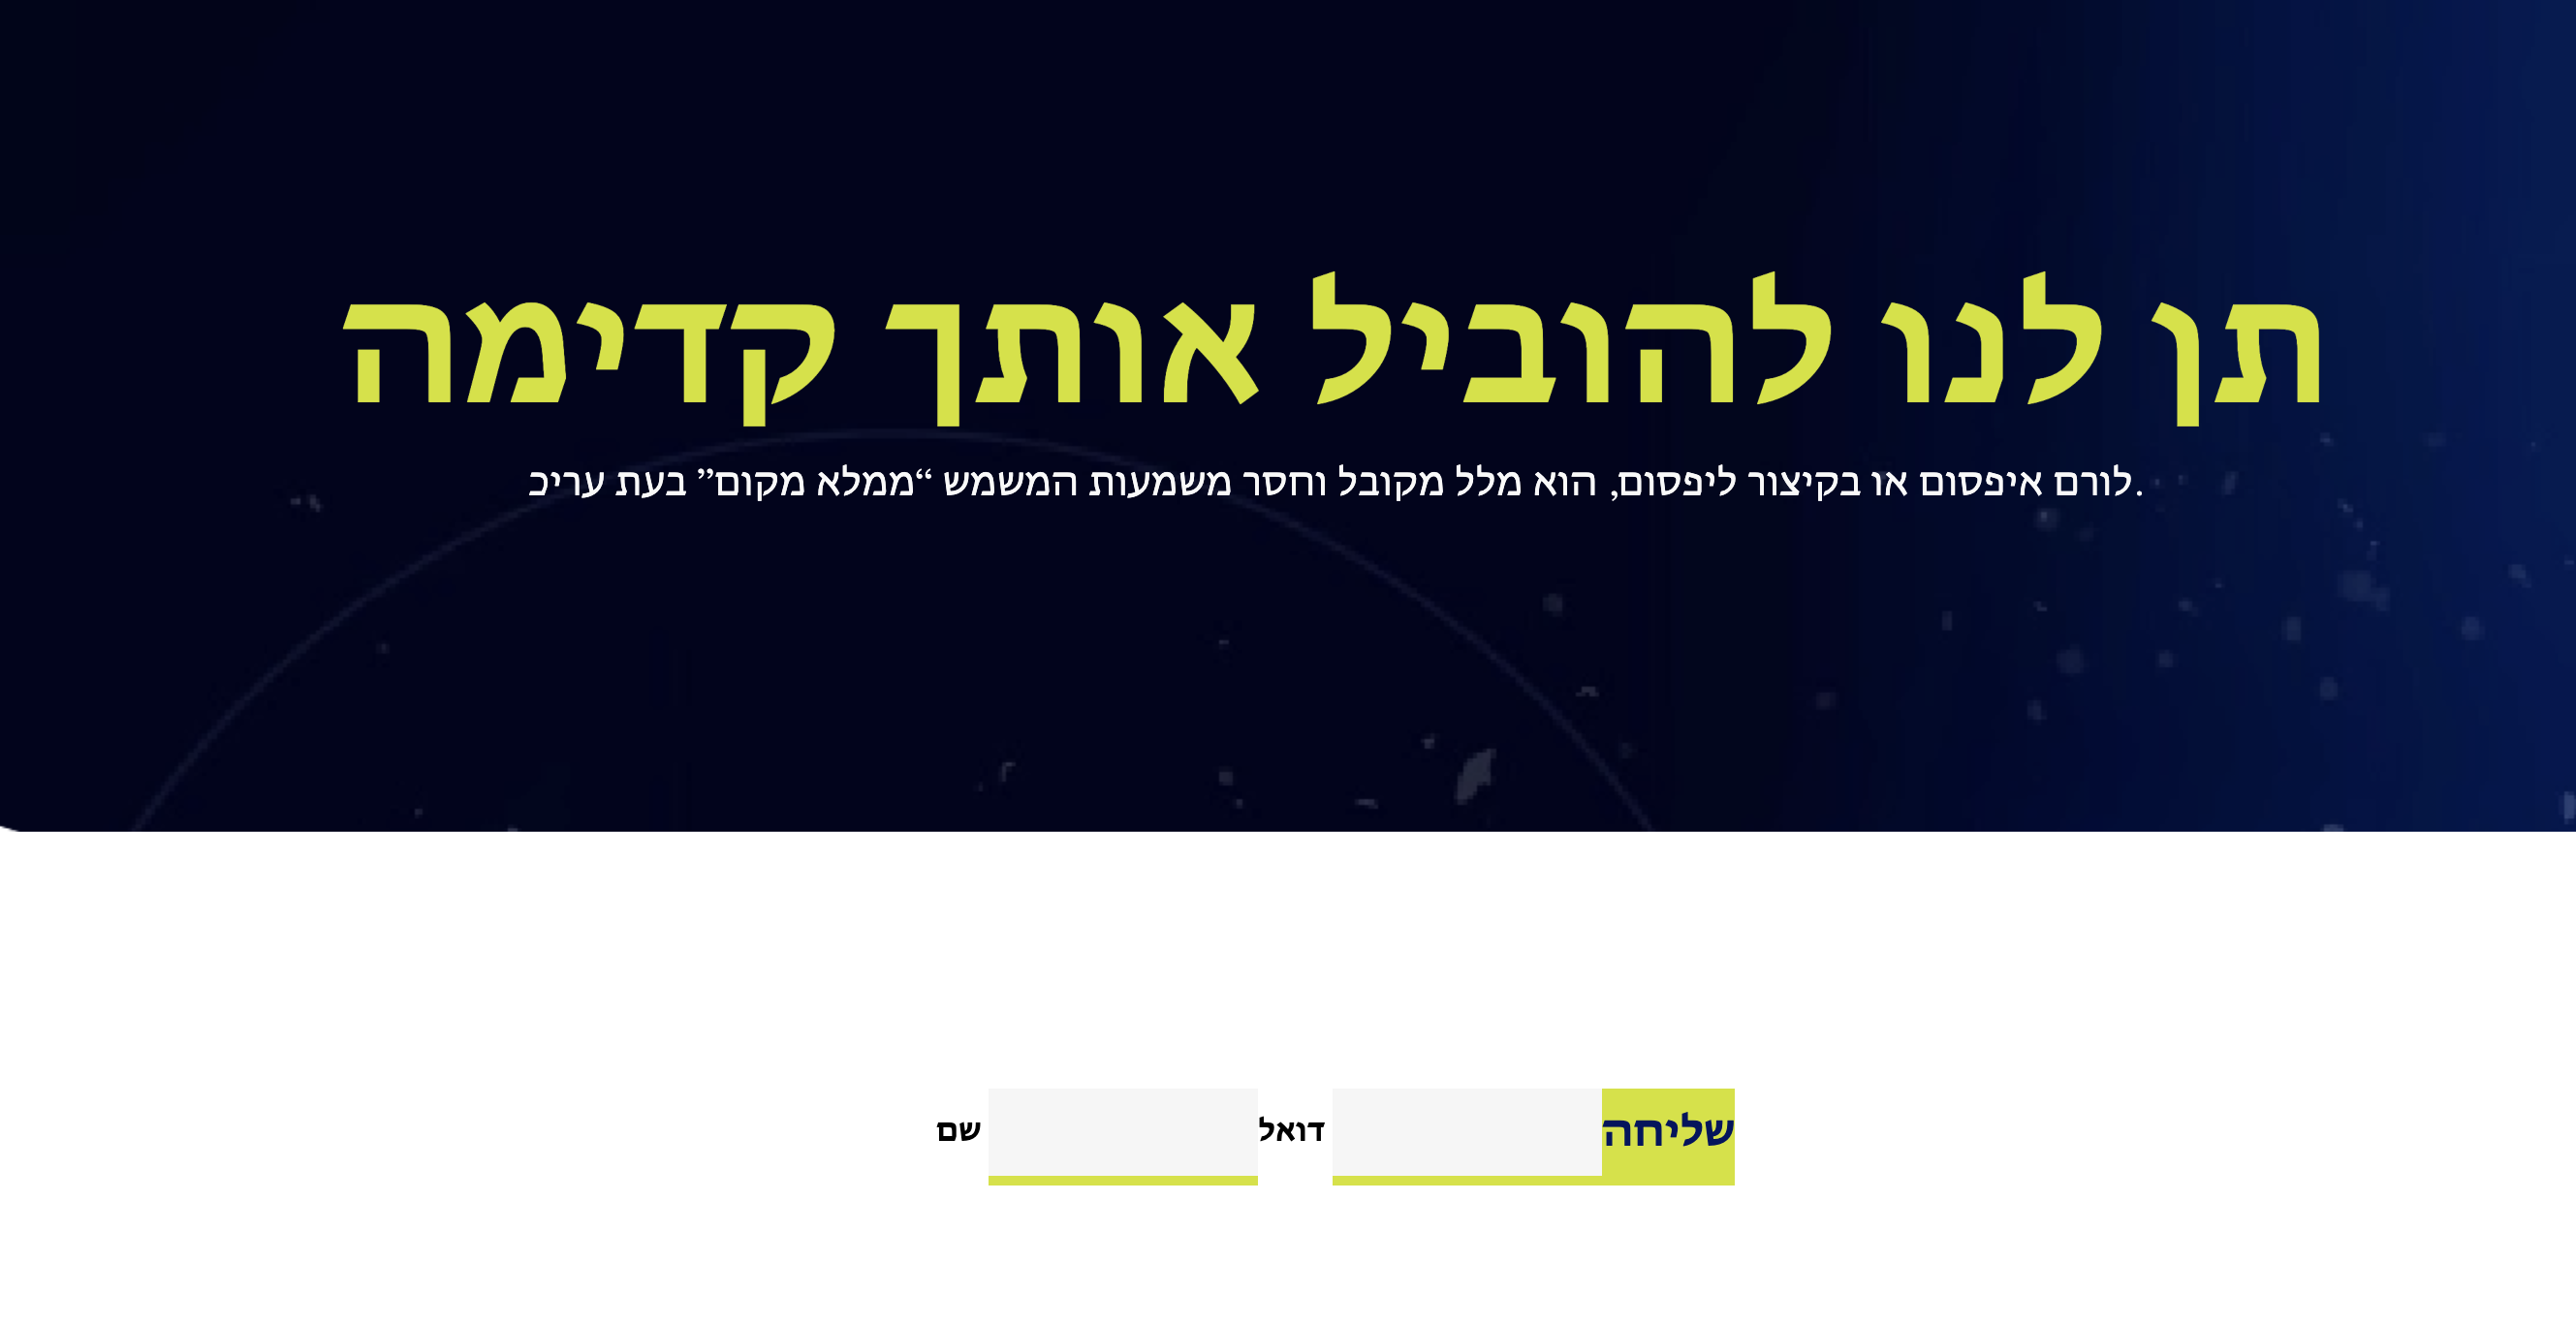 תן לנו להוביל אותך קדימה
לורם איפסום או בקיצור ליפסום, הוא מלל מקובל וחסר משמעות המשמש “ממלא מקום” בעת עריכ.
שם דואל שליחה